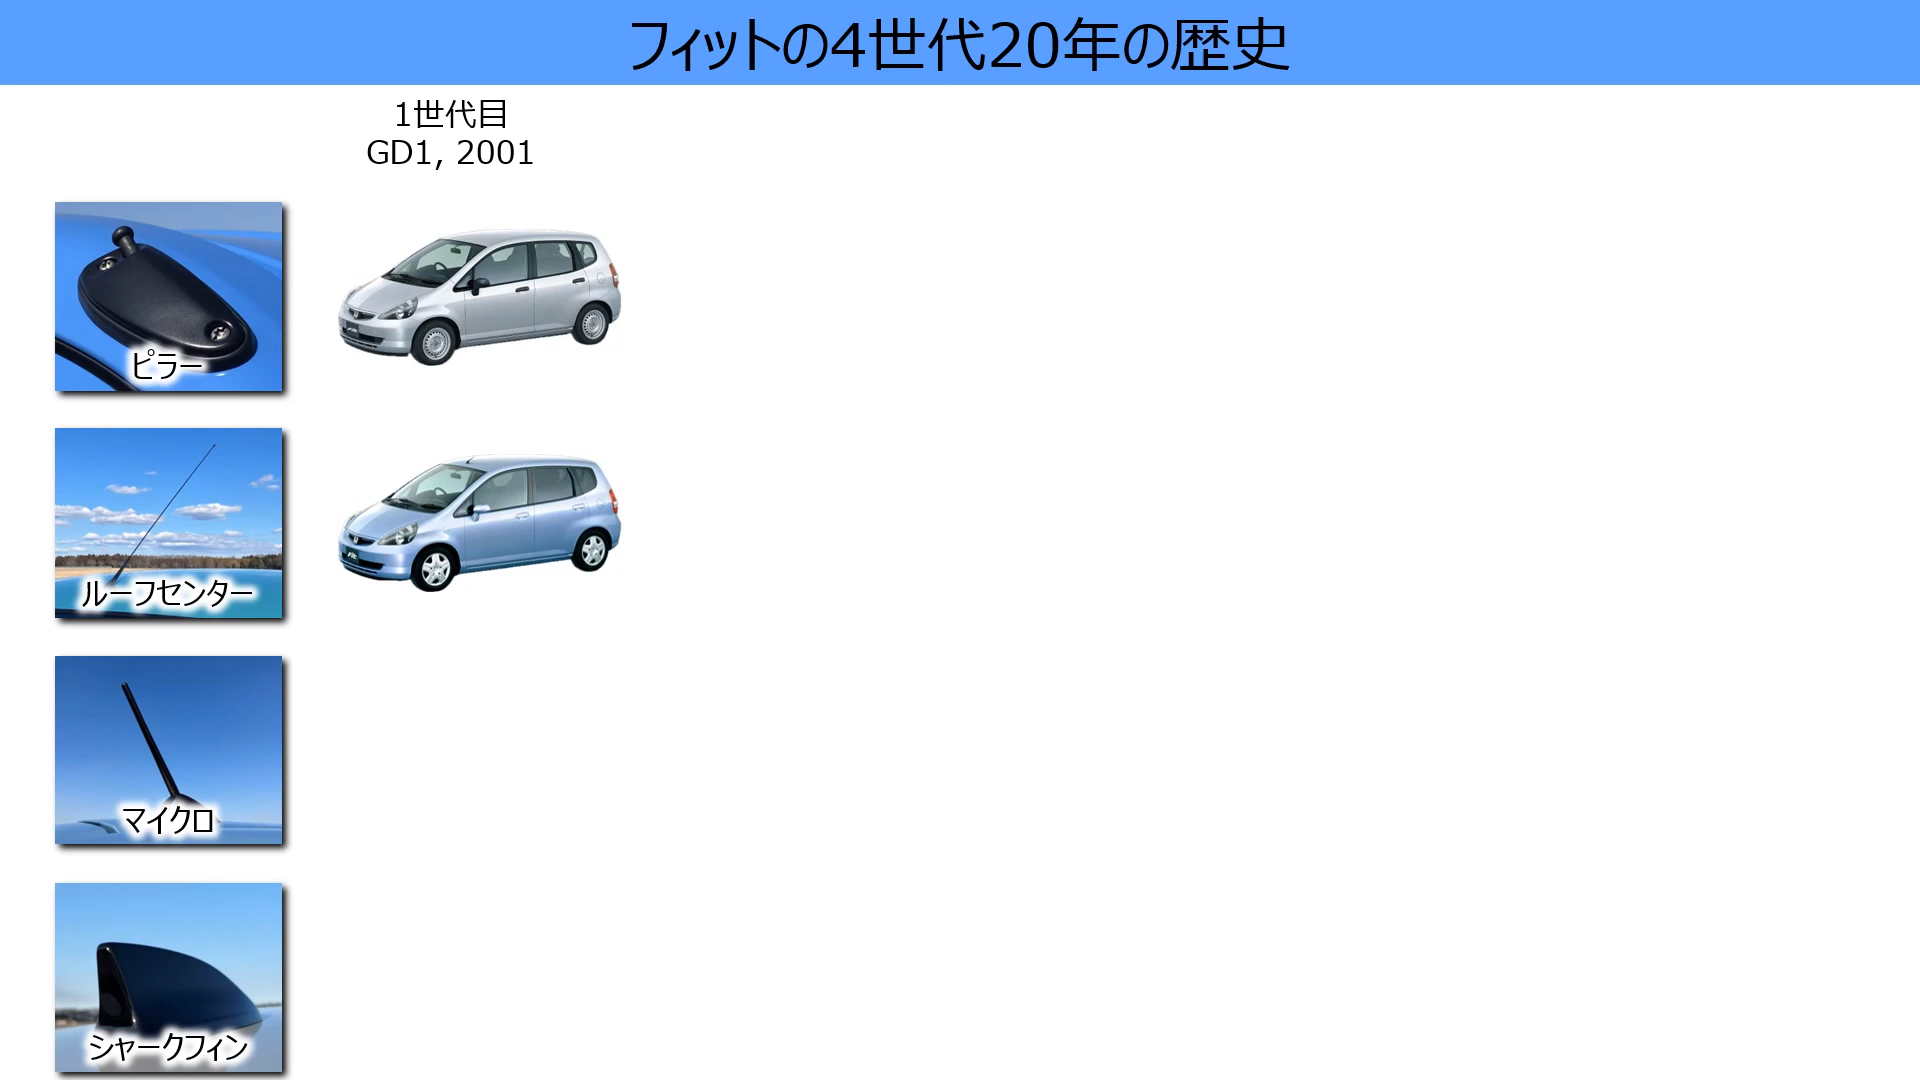 フィットの4世代20年の歴史
1世代目
GD1, 2001
ピラー
ルーフセンター
マイクロ
シャークフィン